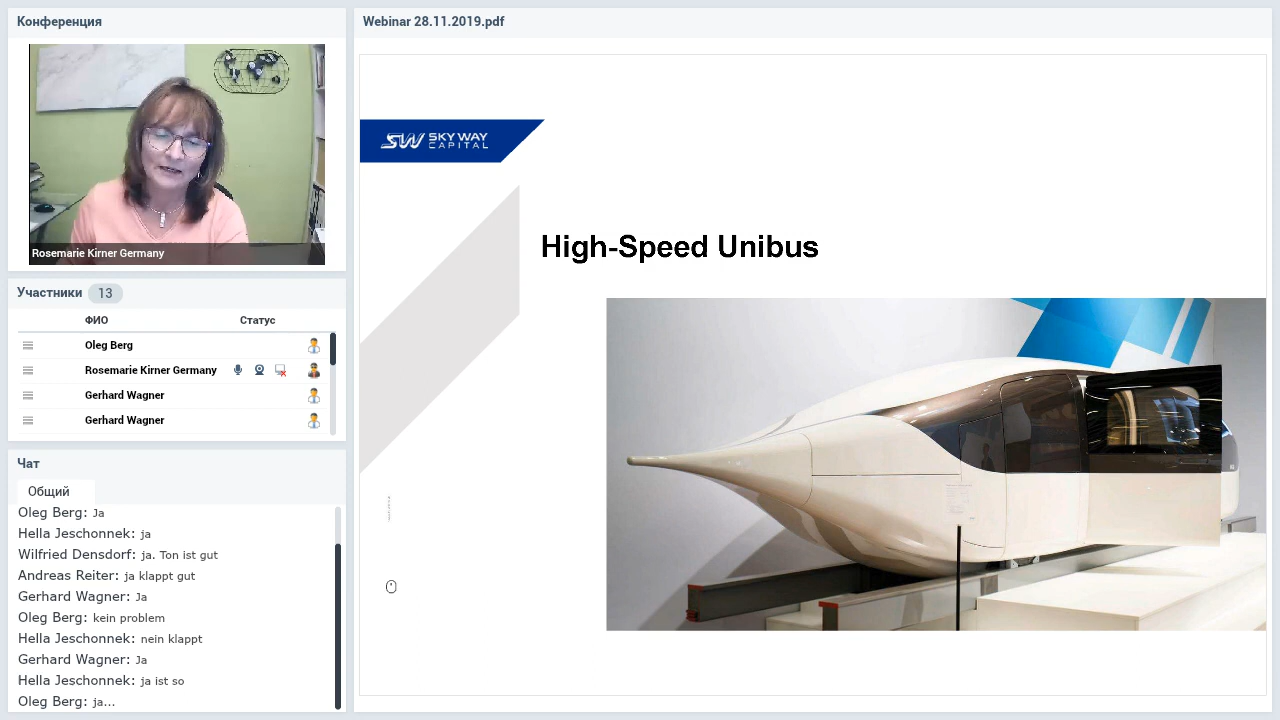 Конференция
Rosemarie Kirner Germany
Участники 13
ФИО Статус
Oleg Berg
Rosemarie Kirner Germany
Gerhard Wagner
Gerhard Wagner
Чат
Общий
Oleg Berg: Ja
Hella Jeschonnek: ja
Wilfried Densdorf: ja. Ton ist gut
Andreas Reiter: ja klappt gut
Gerhard Wagner: Ja
Oleg Berg: kein problem
Hella Jeschonnek: nein klappt
Gerhard Wagner: Ja
Hella Jeschonnek: ja ist so
Oleg Berg: ja...
Webinar 28.11.2019.pdf
SW SKY WAY
CAPITAL
High-Speed Unibus